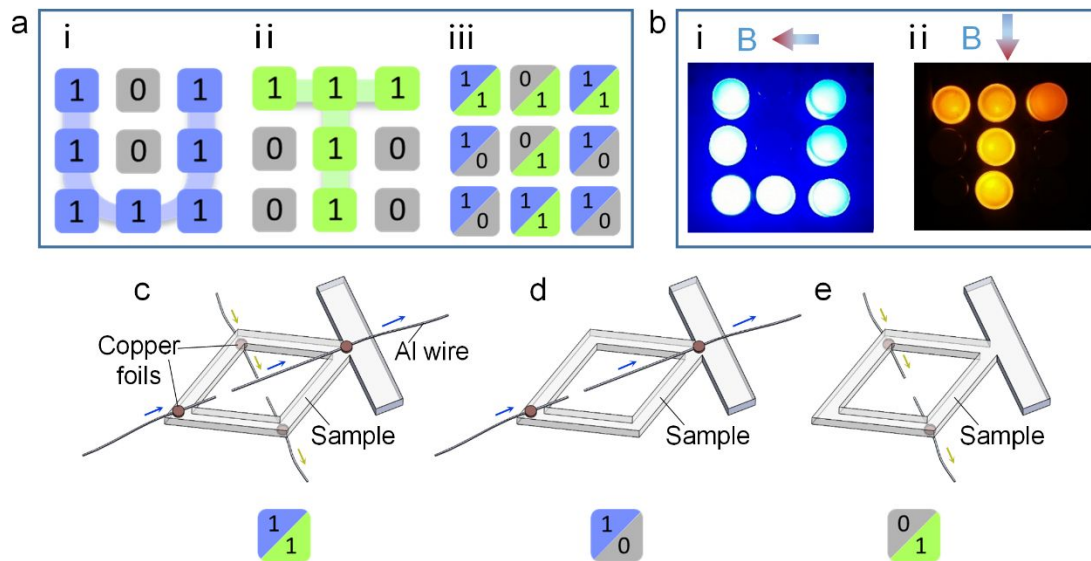 a
i
ii
iii
1 0 1
1 0 1
1 1 1
1 1 1
0 1 0
0 1 0
1 1 0 1 1 1
1 0 0 1 1 0
1 0 1 1 1 0
b
i B
ii B
c
Copper
foils
Al wire
Sample
1 1
d
Sample
1 0
e
Sample
0 1